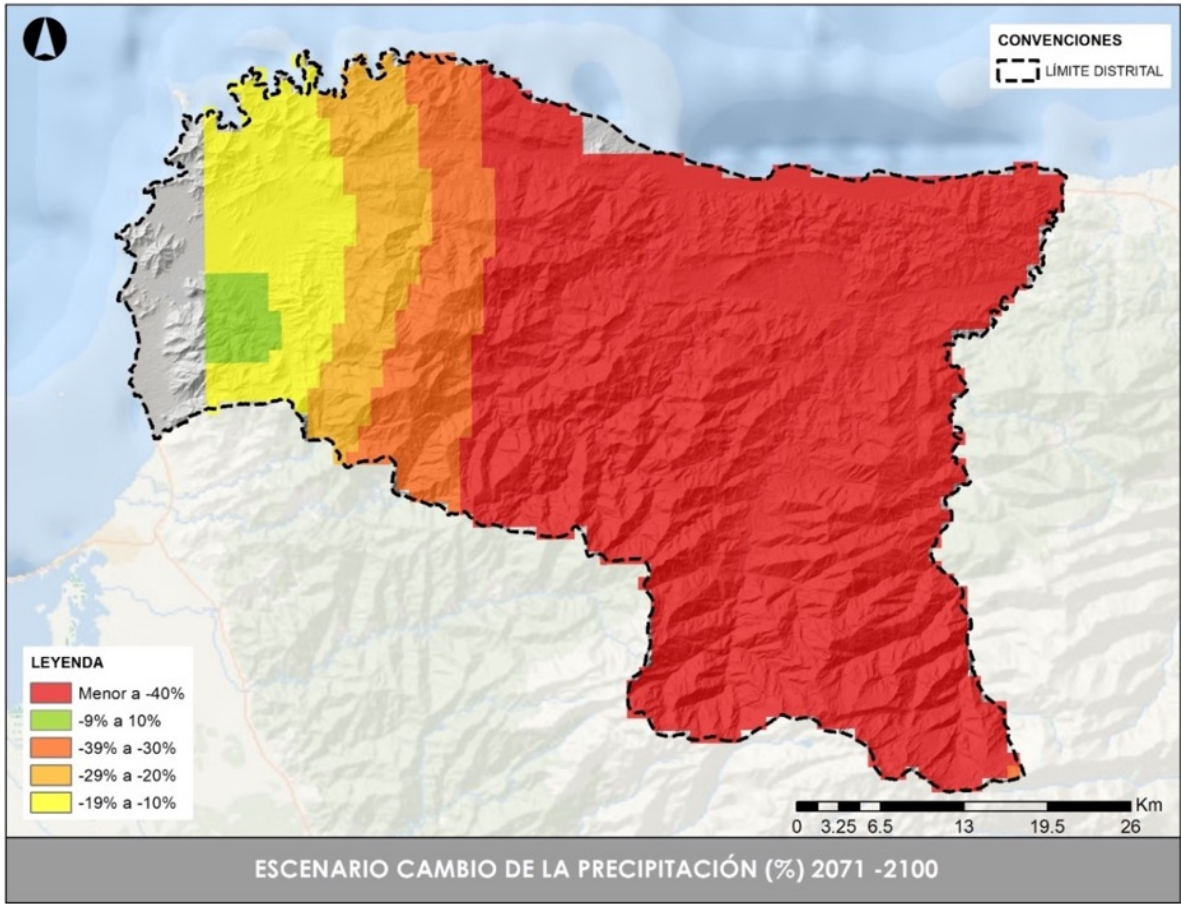 CONVENCIONES
LÍMITE DISTRITAL
LEYENDA
Menor a -40%
-9% a 10%
-39% a -30%
-29% a -20%
-19% a -10%
Km
0 3.25 6.5 13 19.5 26
ESCENARIO CAMBIO DE LA PRECIPITACIÓN (%) 2071 -2100